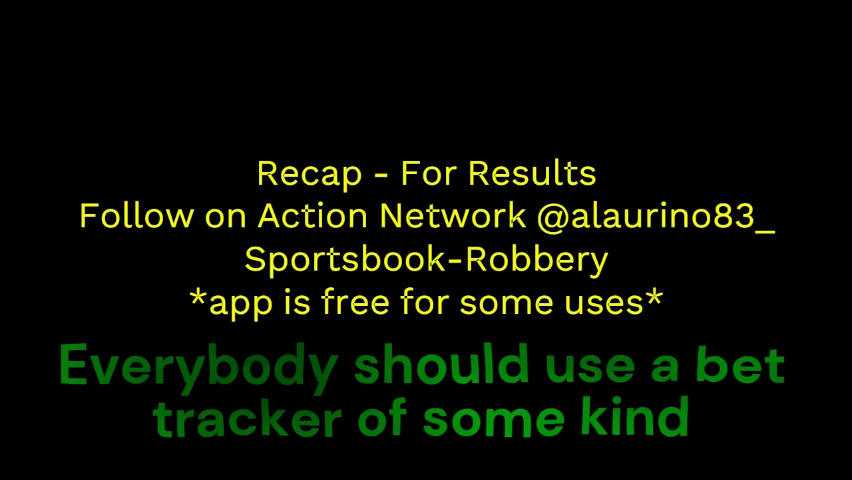 Recap - For Results
Follow on Action Network @alaurino83_
Sportsbook-Robbery
*app is free for some uses*
Everybody should use a bet
tracker of some kind